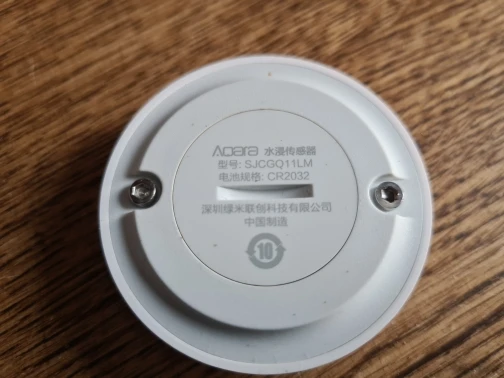 Aqara 水浸传感器
型号: SJCGQ11LM
电池规格: CR2032
深圳绿米联创科技有限公司
中国制造
10